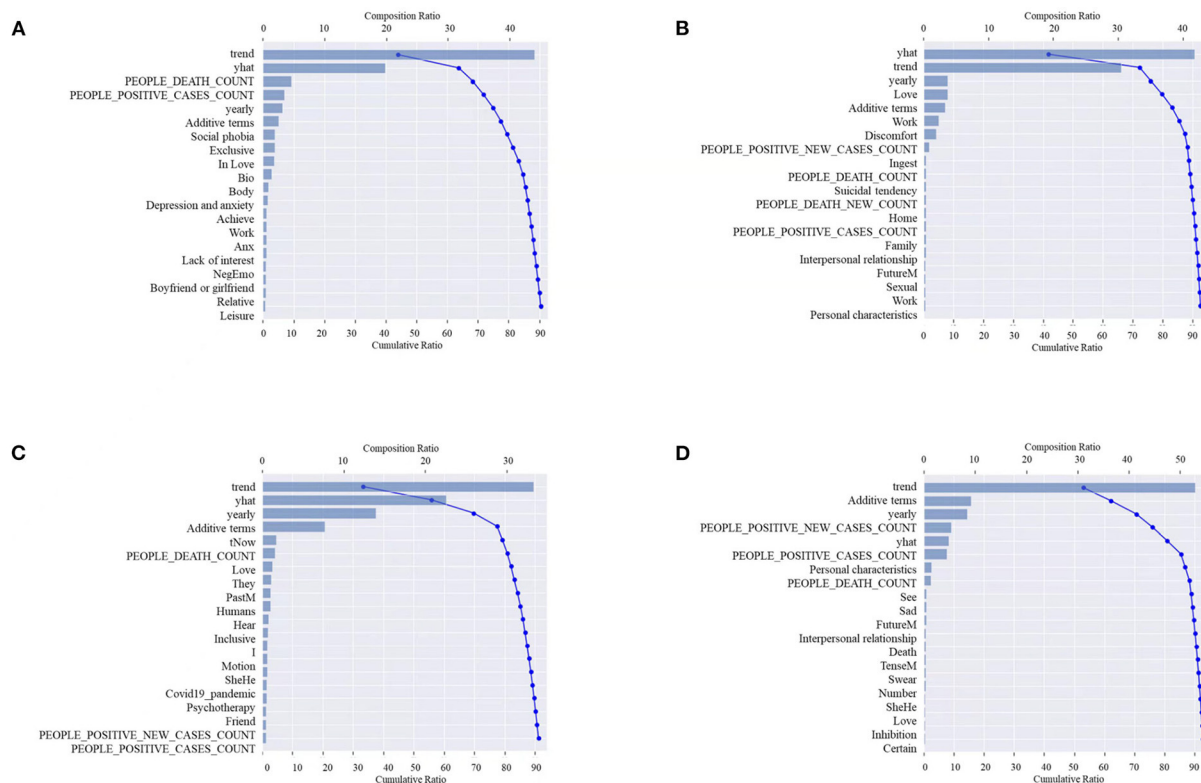 A
Composition Ratio
0 10 20 30 40
trend
yhat
PEOPLE_DEATH_COUNT
PEOPLE_POSITIVE_CASES_COUNT
yearly
Additive terms
Social phobia
Exclusive
In Love
Bio
Body
Depression and anxiety
Achieve
Work
Anx
Lack of interest
NegEmo
Boyfriend or girlfriend
Relative
Leisure
0 10 20 30 40 50 60 70 80 90
Cumulative Ratio
B
Composition Ratio
0 10 20 30 40
yhat
trend
yearly
Love
Additive terms
Work
Discomfort
PEOPLE_POSITIVE_NEW_CASES_COUNT
Ingest
PEOPLE_DEATH_COUNT
Suicidal tendency
PEOPLE_DEATH_NEW_COUNT
Home
PEOPLE_POSITIVE_CASES_COUNT
Family
Interpersonal relationship
FutureM
Sexual
Work
Personal characteristics
0 10 20 30 40 50 60 70 80 90
Cumulative Ratio
C
Composition Ratio
0 10 20 30
trend
yhat
yearly
Additive terms
tNow
PEOPLE_DEATH_COUNT
Love
They
PastM
Humans
Hear
Inclusive
I
Motion
SheHe
Covid19_pandemic
Psychotherapy
Friend
PEOPLE_POSITIVE_NEW_CASES_COUNT
PEOPLE_POSITIVE_CASES_COUNT
0 10 20 30 40 50 60 70 80 90
Cumulative Ratio
D
Composition Ratio
0 10 20 30 40 50
trend
Additive terms
yearly
PEOPLE_POSITIVE_NEW_CASES_COUNT
yhat
PEOPLE_POSITIVE_CASES_COUNT
Personal characteristics
PEOPLE_DEATH_COUNT
See
Sad
FutureM
Interpersonal relationship
Death
TenseM
Swear
Number
SheHe
Love
Inhibition
Certain
0 10 20 30 40 50 60 70 80 90
Cumulative Ratio